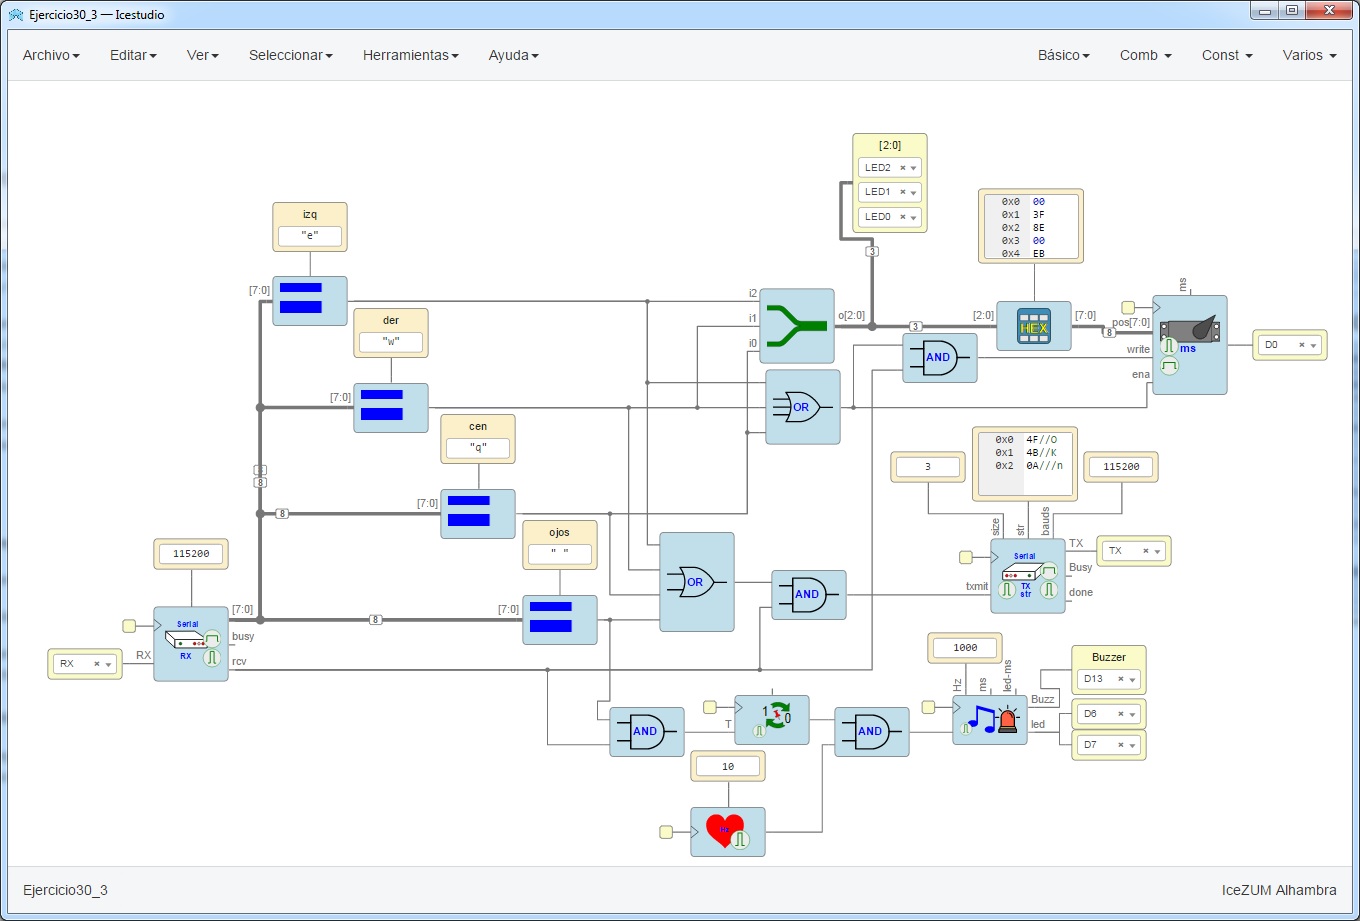 Ejercicio30_3 — Icestudio
Archivo Editar Ver Seleccionar Herramientas Ayuda Básico Comb Const Varios
[2:0]
LED2
LED1
LED0
3
izq
"e"
[7:0]
der
"w"
[7:0]
cen
"q"
[7:0]
8
8
ojos
" "
[7:0]
8
115200
[7:0]
Serial
RX
busy
rcv
RX
RX
i2
i1
i0
o[2:0]
3
[2:0]
0x0 00
0x1 3F
0x2 8E
0x3 00
0x4 EB
HEX
[7:0]
8
ms
pos[7:0]
write
ena
ms
D0
AND
OR
3
0x0 4F//O
0x1 4B//K
0x2 0A///n
115200
size
str
bauds
Serial
TX
str
txmit
TX
Busy
done
TX
OR
AND
AND
T
1
0
AND
10
Hz
1000
Hz
ms
led-ms
Buzz
led
Buzzer
D13
D6
D7
Ejercicio30_3
IceZUM Alhambra